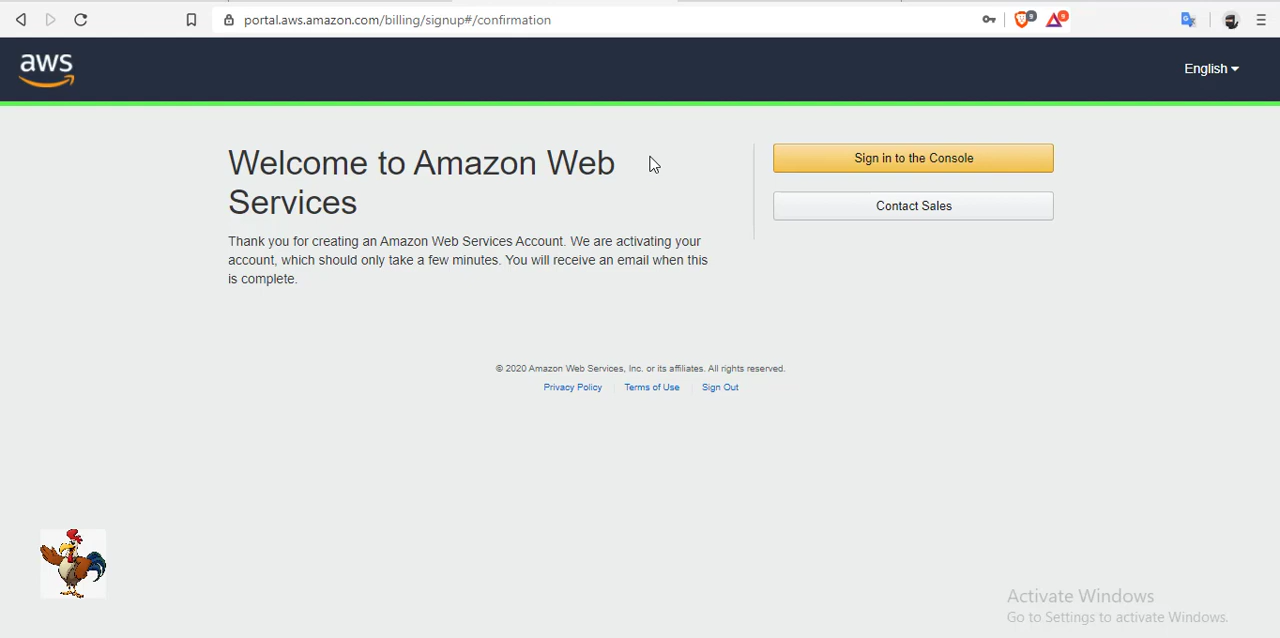 portal.aws.amazon.com/billing/signup#/confirmation
9
9
aws
English
Welcome to Amazon Web
Services
Thank you for creating an Amazon Web Services Account. We are activating your
account, which should only take a few minutes. You will receive an email when this
is complete.
Sign in to the Console
Contact Sales
© 2020 Amazon Web Services, Inc. or its affiliates. All rights reserved.
Privacy Policy Terms of Use Sign Out
Activate Windows
Go to Settings to activate Windows.